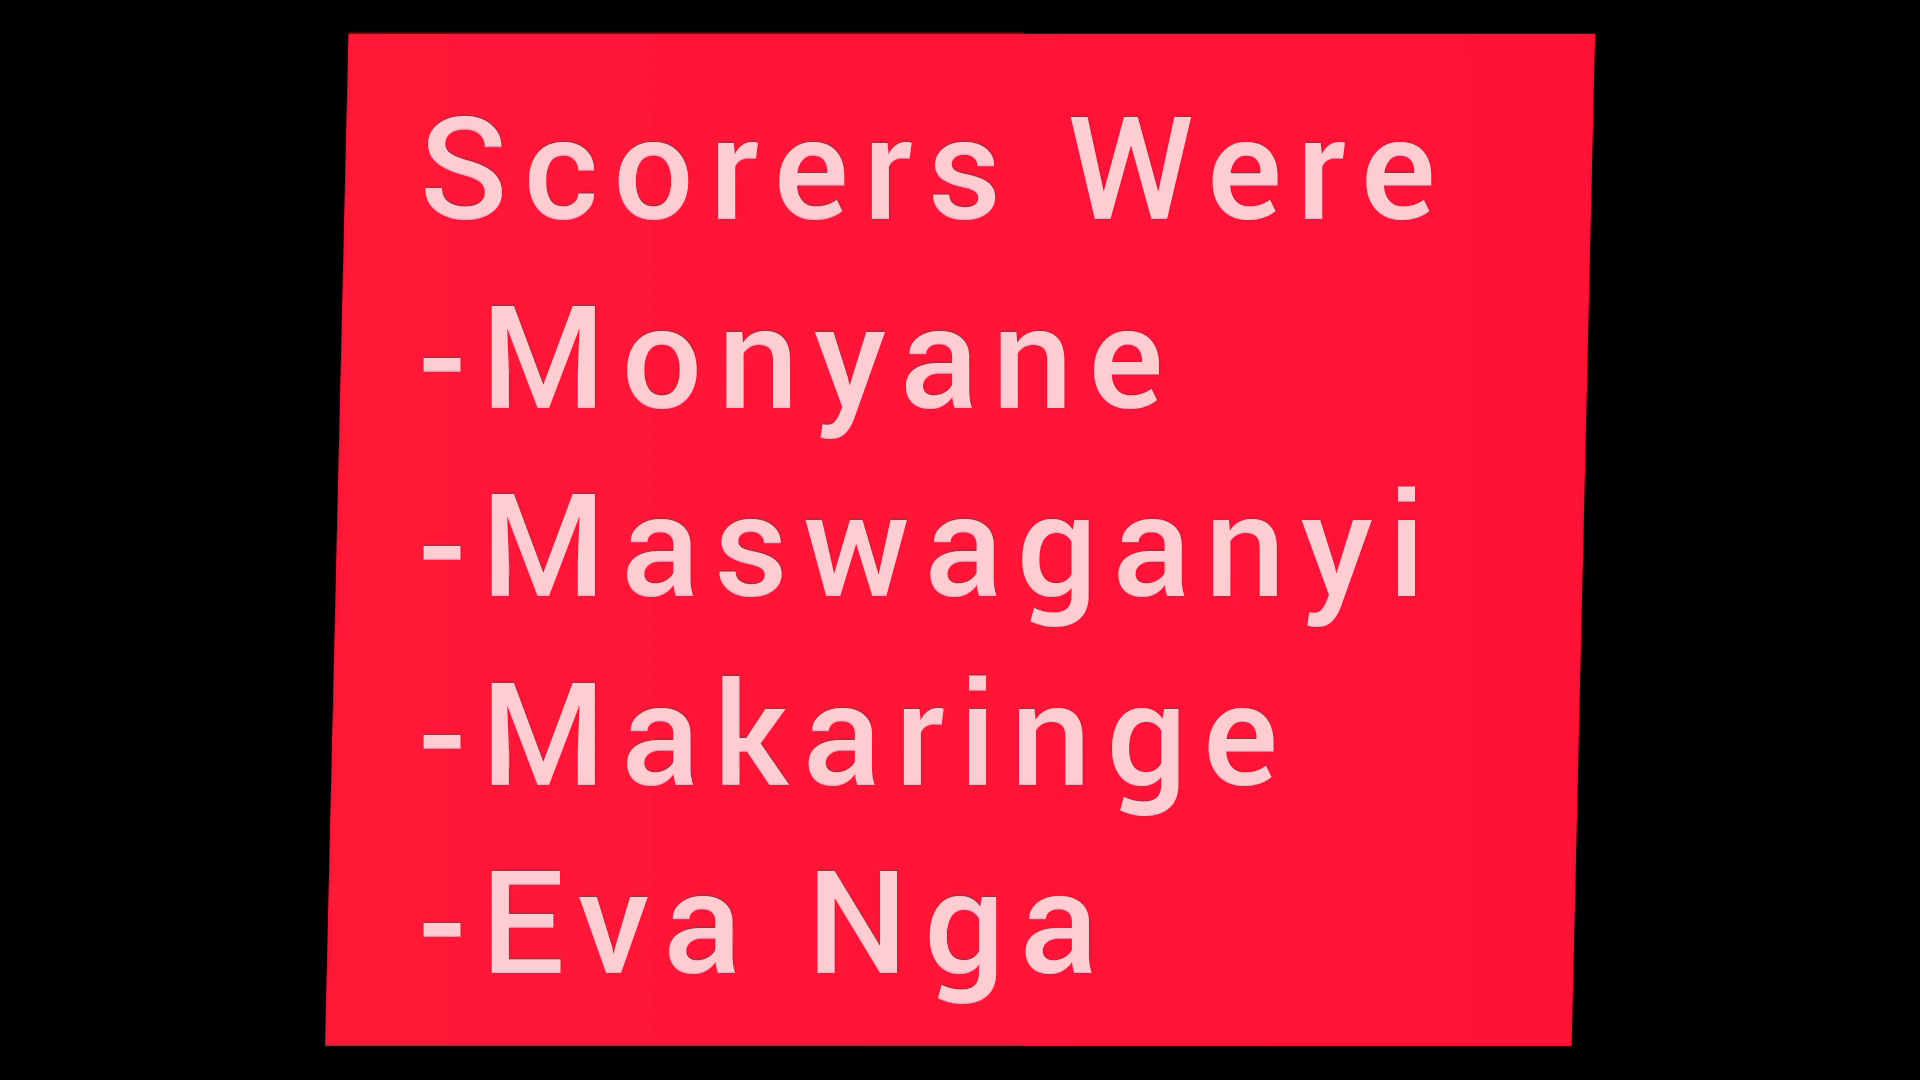 Scorers Were
-Monyane
-Maswaganyi
-Makaringe
-Eva Nga